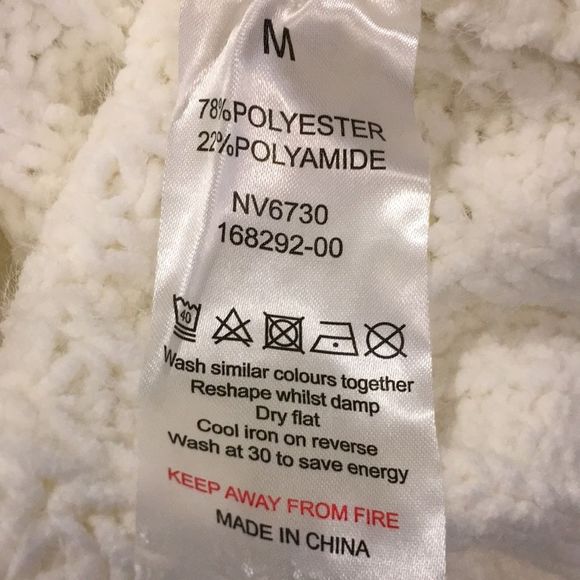 M
78%POLYESTER
22%POLYAMIDE
NV6730
168292-00
40
Wash similar colours together
Reshape whilst damp
Dry flat
Cool iron on reverse
Wash at 30 to save energy
KEEP AWAY FROM FIRE
MADE IN CHINA